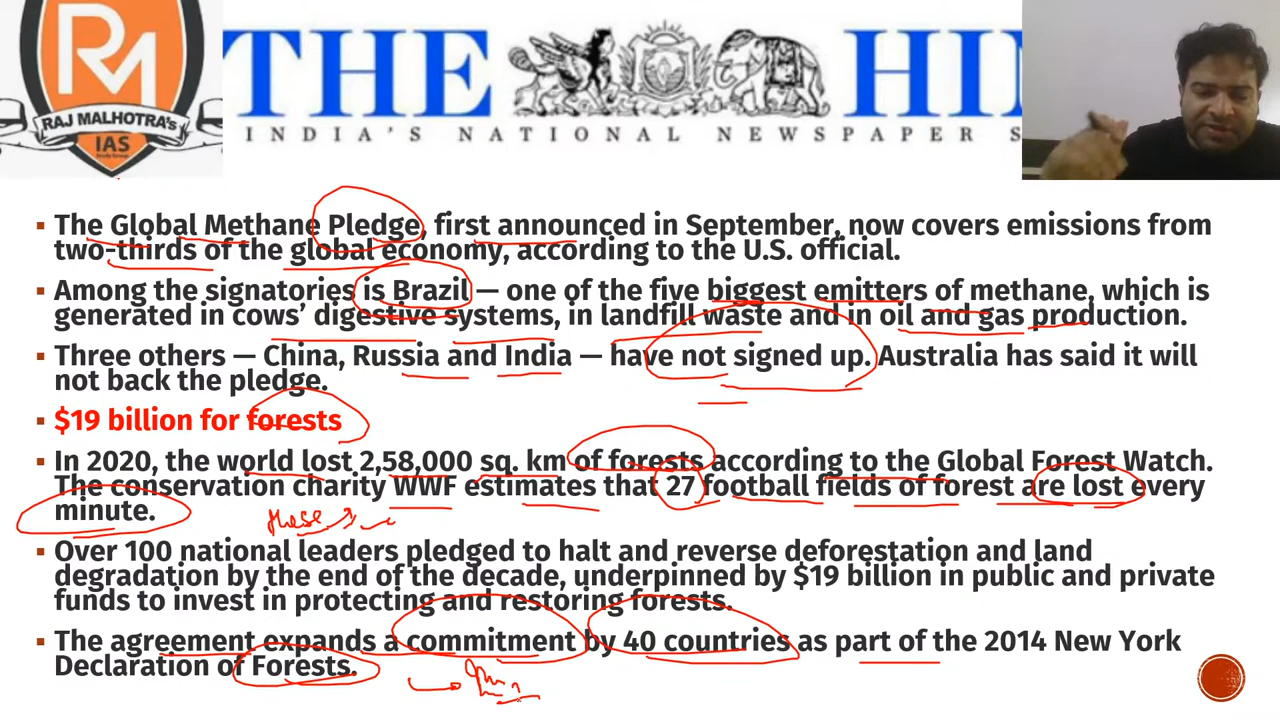 RM
RAJ MALHOTRA'S
IAS
THE HI
INDIA'S NATIONAL NEWSPAPER S
▪ The Global Methane Pledge, first announced in September, now covers emissions from
two-thirds of the global economy, according to the U.S. official.
▪ Among the signatories is Brazil — one of the five biggest emitters of methane, which is
generated in cows' digestive systems, in landfill waste and in oil and gas production.
▪ Three others — China, Russia and India — have not signed up. Australia has said it will
not back the pledge.
▪ $19 billion for forests
▪ In 2020, the world lost 2,58,000 sq. km of forests according to the Global Forest Watch.
The conservation charity WWF estimates that 27 football fields of forest are lost every
minute.
▪ Over 100 national leaders pledged to halt and reverse deforestation and land
degradation by the end of the decade, underpinned by $19 billion in public and private
funds to invest in protecting and restoring forests.
▪ The agreement expands a commitment by 40 countries as part of the 2014 New York
Declaration of Forests.